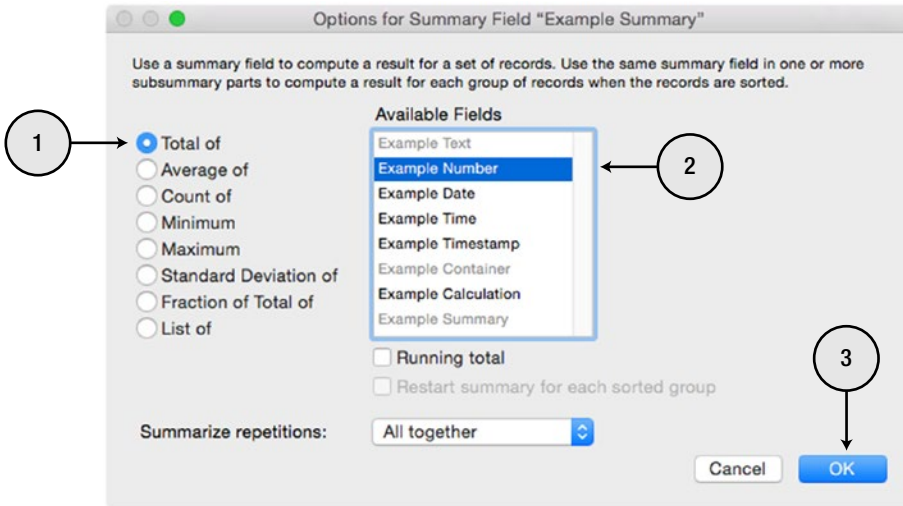 Options for Summary Field “Example Summary”
Use a summary field to compute a result for a set of records. Use the same summary field in one or more
subsummary parts to compute a result for each group of records when the records are sorted.
Available Fields
1
Total of
Average of
Count of
Minimum
Maximum
Standard Deviation of
Fraction of Total of
List of
Example Text
Example Number
Example Date
Example Time
Example Timestamp
Example Container
Example Calculation
Example Summary
2
Running total
Restart summary for each sorted group
3
Summarize repetitions:
All together
Cancel
OK